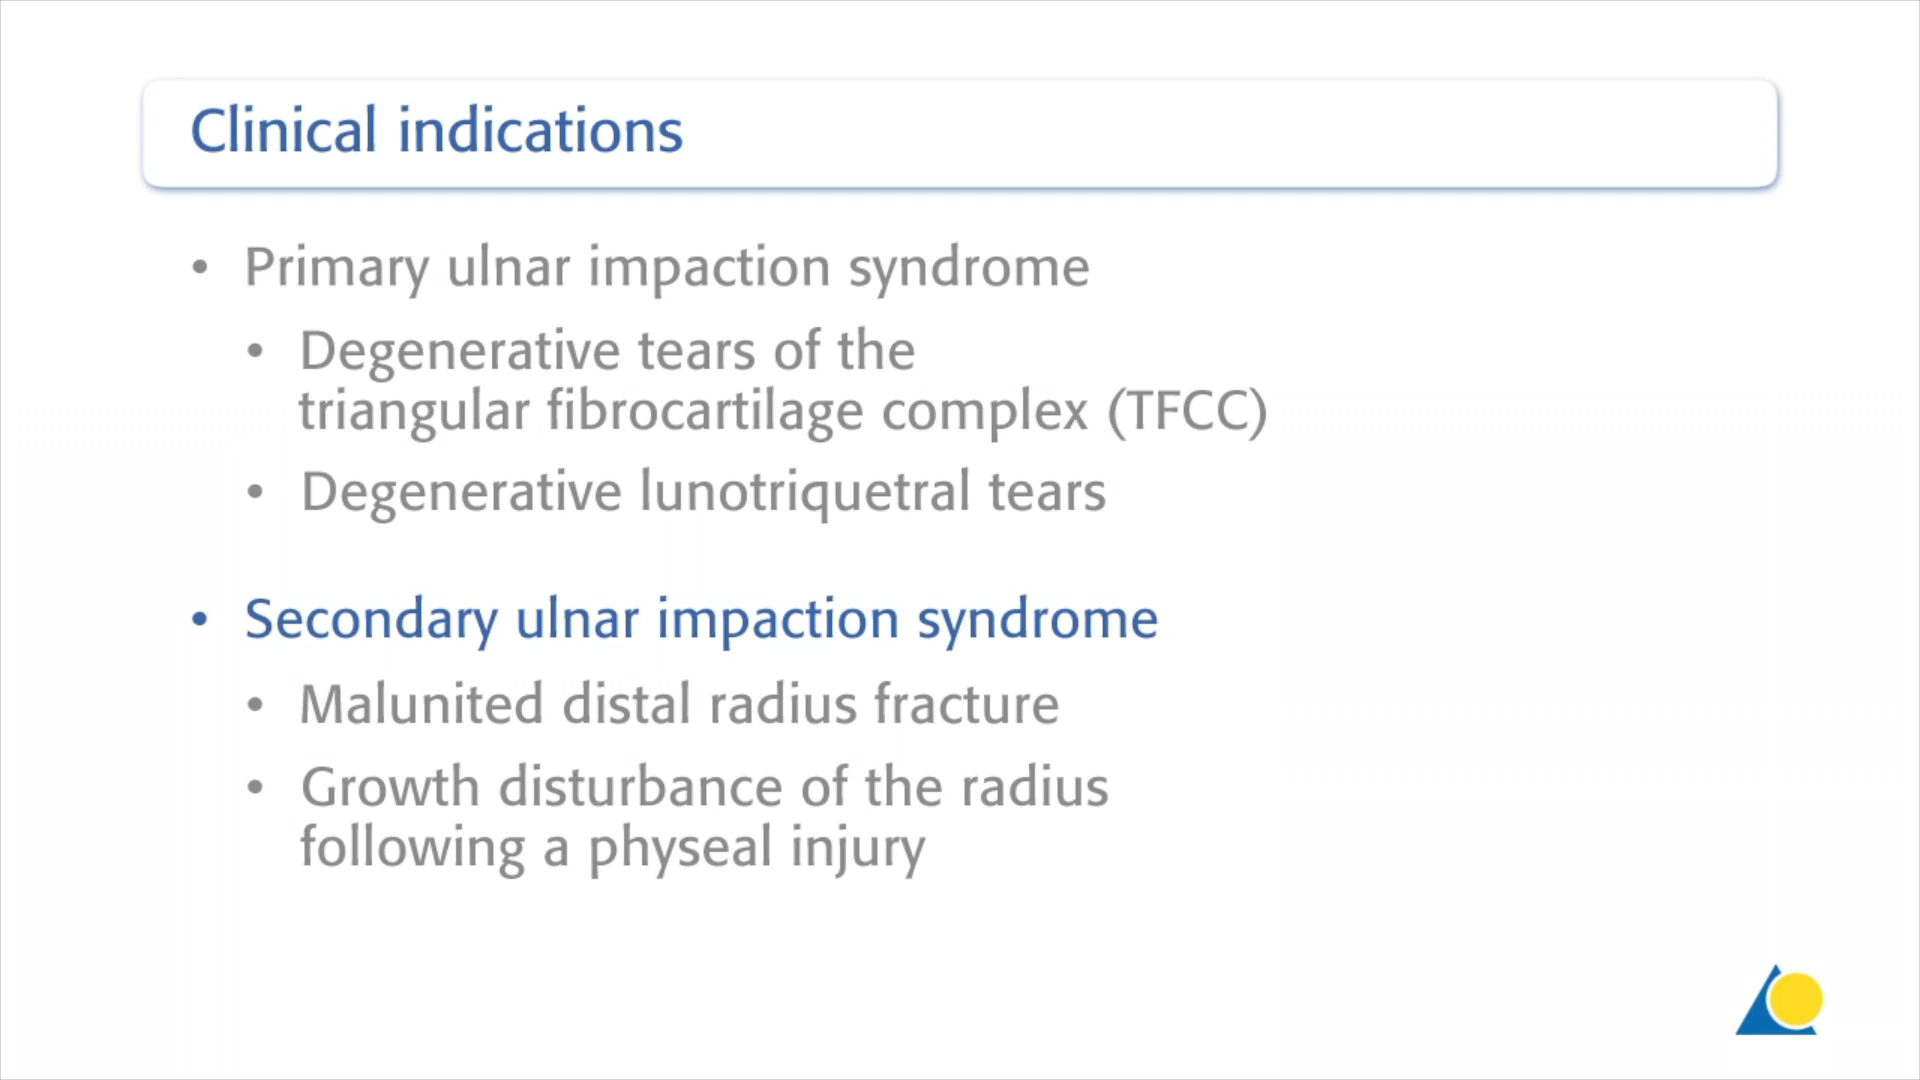 Clinical indications
• Primary ulnar impaction syndrome
• Degenerative tears of the
triangular fibrocartilage complex (TFCC)
• Degenerative lunotriquetral tears
• Secondary ulnar impaction syndrome
• Malunited distal radius fracture
• Growth disturbance of the radius
following a physeal injury